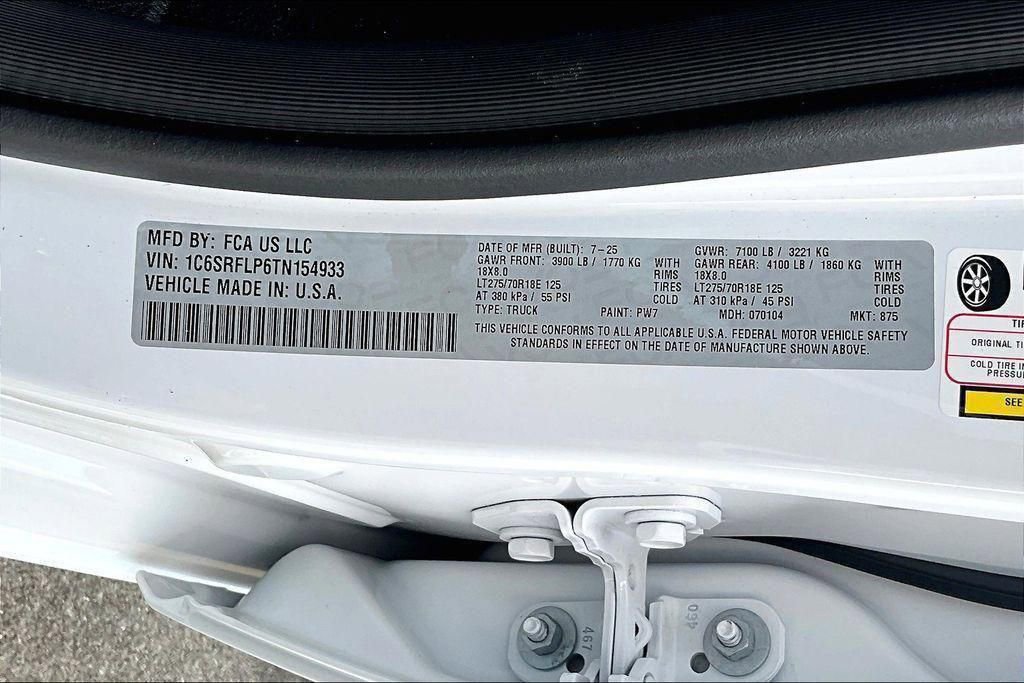 MFD BY: FCA US LLC
VIN: 1C6SRFLP6TN154933
VEHICLE MADE IN: U.S.A.
DATE OF MFR (BUILT): 7-25
GAWR FRONT: 3900 LB / 1770 KG WITH
18X8.0 RIMS
LT275/70R18E 125 TIRES
AT 380 kPa / 55 PSI COLD
TYPE: TRUCK PAINT: PW7
GVWR: 7100 LB / 3221 KG
GAWR REAR: 4100 LB / 1860 KG WITH
18X8.0 RIMS
LT275/70R18E 125 TIRES
AT 310 kPa / 45 PSI COLD
MDH: 070104 MKT: 875
THIS VEHICLE CONFORMS TO ALL APPLICABLE U.S.A. FEDERAL MOTOR VEHICLE SAFETY
STANDARDS IN EFFECT ON THE DATE OF MANUFACTURE SHOWN ABOVE.
ORIGINAL
COLD TIRE
SEE
467
460